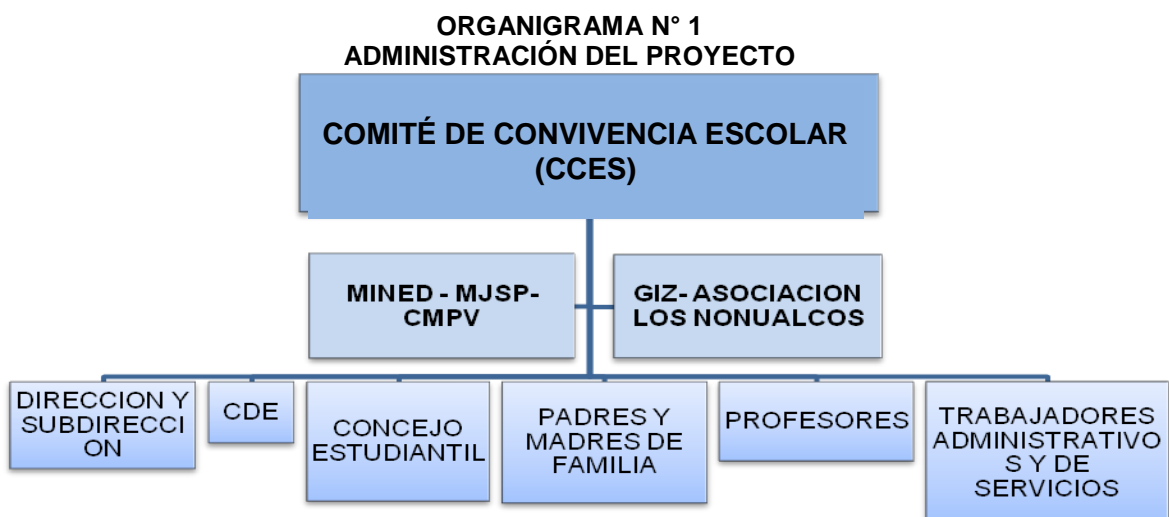 ORGANIGRAMA N° 1
ADMINISTRACIÓN DEL PROYECTO
COMITÉ DE CONVIVENCIA ESCOLAR
(CCES)
MINED - MJSP-
CMPV
GIZ- ASOCIACION
LOS NONUALCOS
DIRECCION Y
SUBDIRECCI
ON
CDE
CONCEJO
ESTUDIANTIL
PADRES Y
MADRES DE
FAMILIA
PROFESORES
TRABAJADORES
ADMINISTRATIVO
S Y DE
SERVICIOS